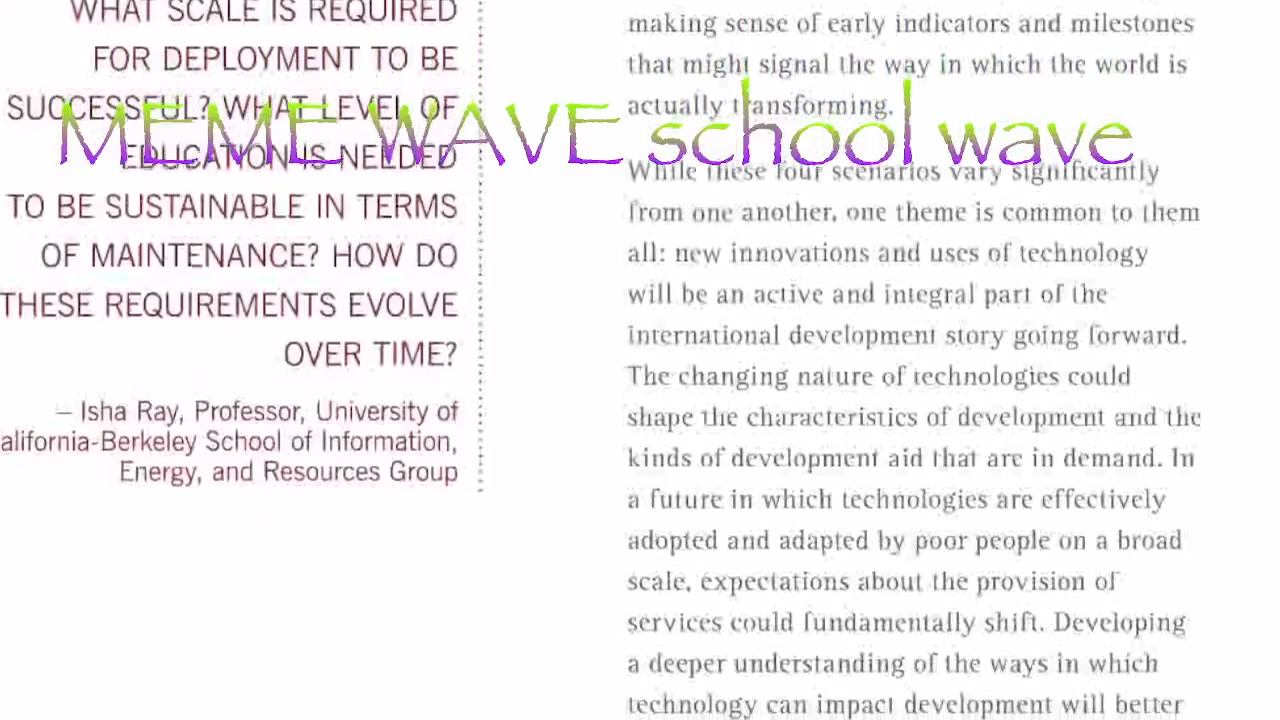 WHAT SCALE IS REQUIRED
FOR DEPLOYMENT TO BE
SUCCESSFUL? WHAT LEVEL OF
EDUCATION IS NEEDED
TO BE SUSTAINABLE IN TERMS
OF MAINTENANCE? HOW DO
THESE REQUIREMENTS EVOLVE
OVER TIME?
– Isha Ray, Professor, University of
alifornia-Berkeley School of Information,
Energy, and Resources Group
MEME WAVE school wave
making sense of early indicators and milestones
that might signal the way in which the world is
actually transforming.
While these four scenarios vary significantly
from one another, one theme is common to them
all: new innovations and uses of technology
will be an active and integral part of the
international development story going forward.
The changing nature of technologies could
shape the characteristics of development and the
kinds of development aid that are in demand. In
a future in which technologies are effectively
adopted and adapted by poor people on a broad
scale, expectations about the provision of
services could fundamentally shift. Developing
a deeper understanding of the ways in which
technology can impact development will better